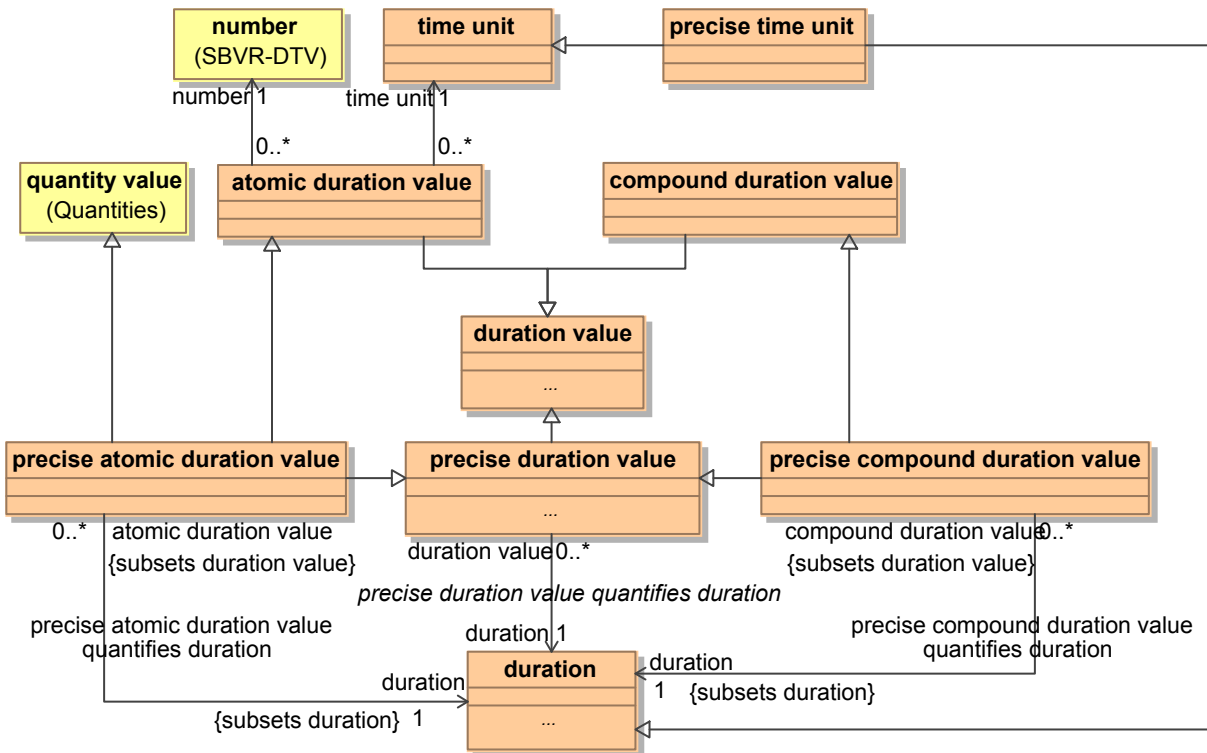 number
(SBVR-DTV)
time unit
precise time unit
number 1
time unit 1
0..*
0..*
quantity value
(Quantities)
atomic duration value
compound duration value
duration value
...
precise atomic duration value
precise duration value
...
precise compound duration value
0..*
atomic duration value
{subsets duration value}
duration value 0..*
compound duration value
0..*
{subsets duration value}
precise duration value quantifies duration
precise atomic duration value
quantifies duration
precise compound duration value
quantifies duration
duration 1
duration
...
duration
{subsets duration} 1
duration
1 {subsets duration}